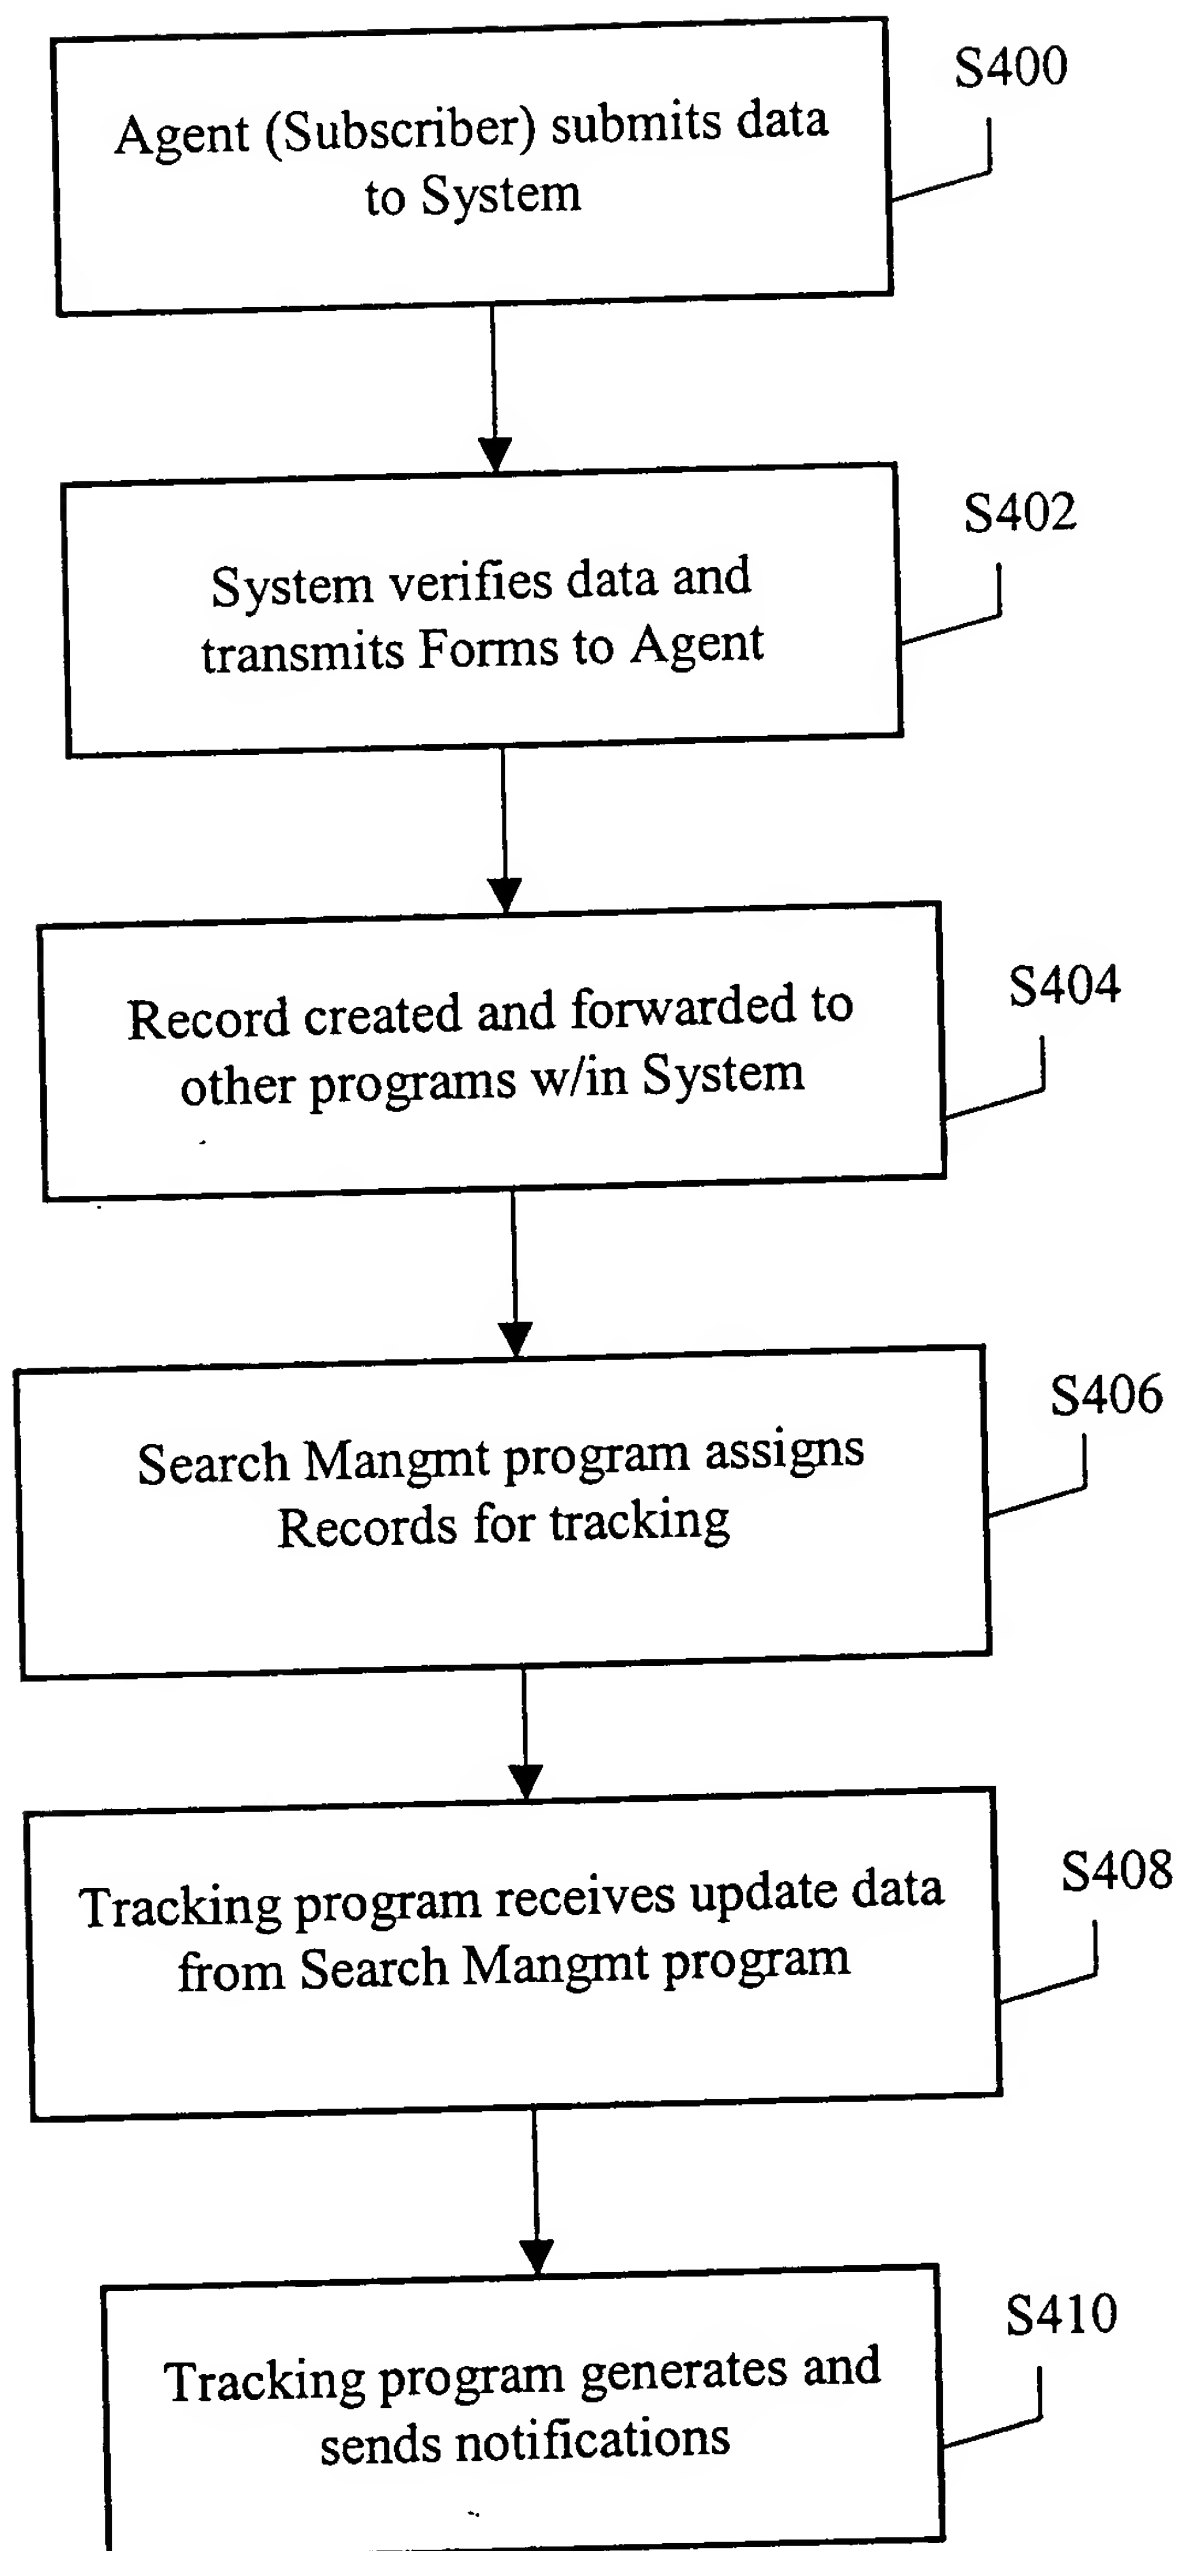 S400
Agent (Subscriber) submits data
to System
S402
System verifies data and
transmits Forms to Agent
S404
Record created and forwarded to
other programs w/in System
S406
Search Mangmt program assigns
Records for tracking
S408
Tracking program receives update data
from Search Mangmt program
S410
Tracking program generates and
sends notifications